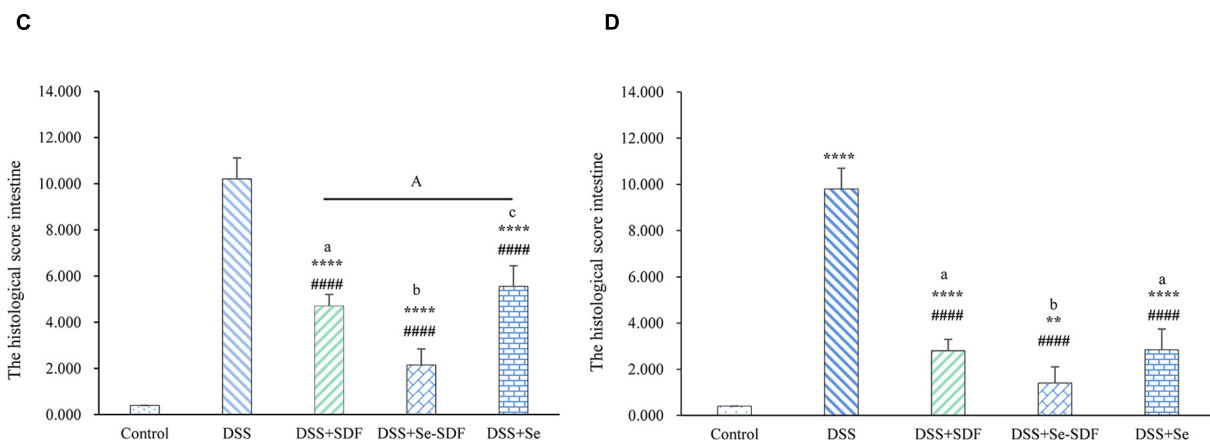 C
The histological score intestine
14.000
12.000
10.000
8.000
6.000
4.000
2.000
0.000
A
a
****
####
b
****
####
c
****
####
Control
DSS
DSS+SDF
DSS+Se-SDF
DSS+Se
D
The histological score intestine
14.000
12.000
10.000
8.000
6.000
4.000
2.000
0.000
****
a
****
####
b
**
####
a
****
####
Control
DSS
DSS+SDF
DSS+Se-SDF
DSS+Se